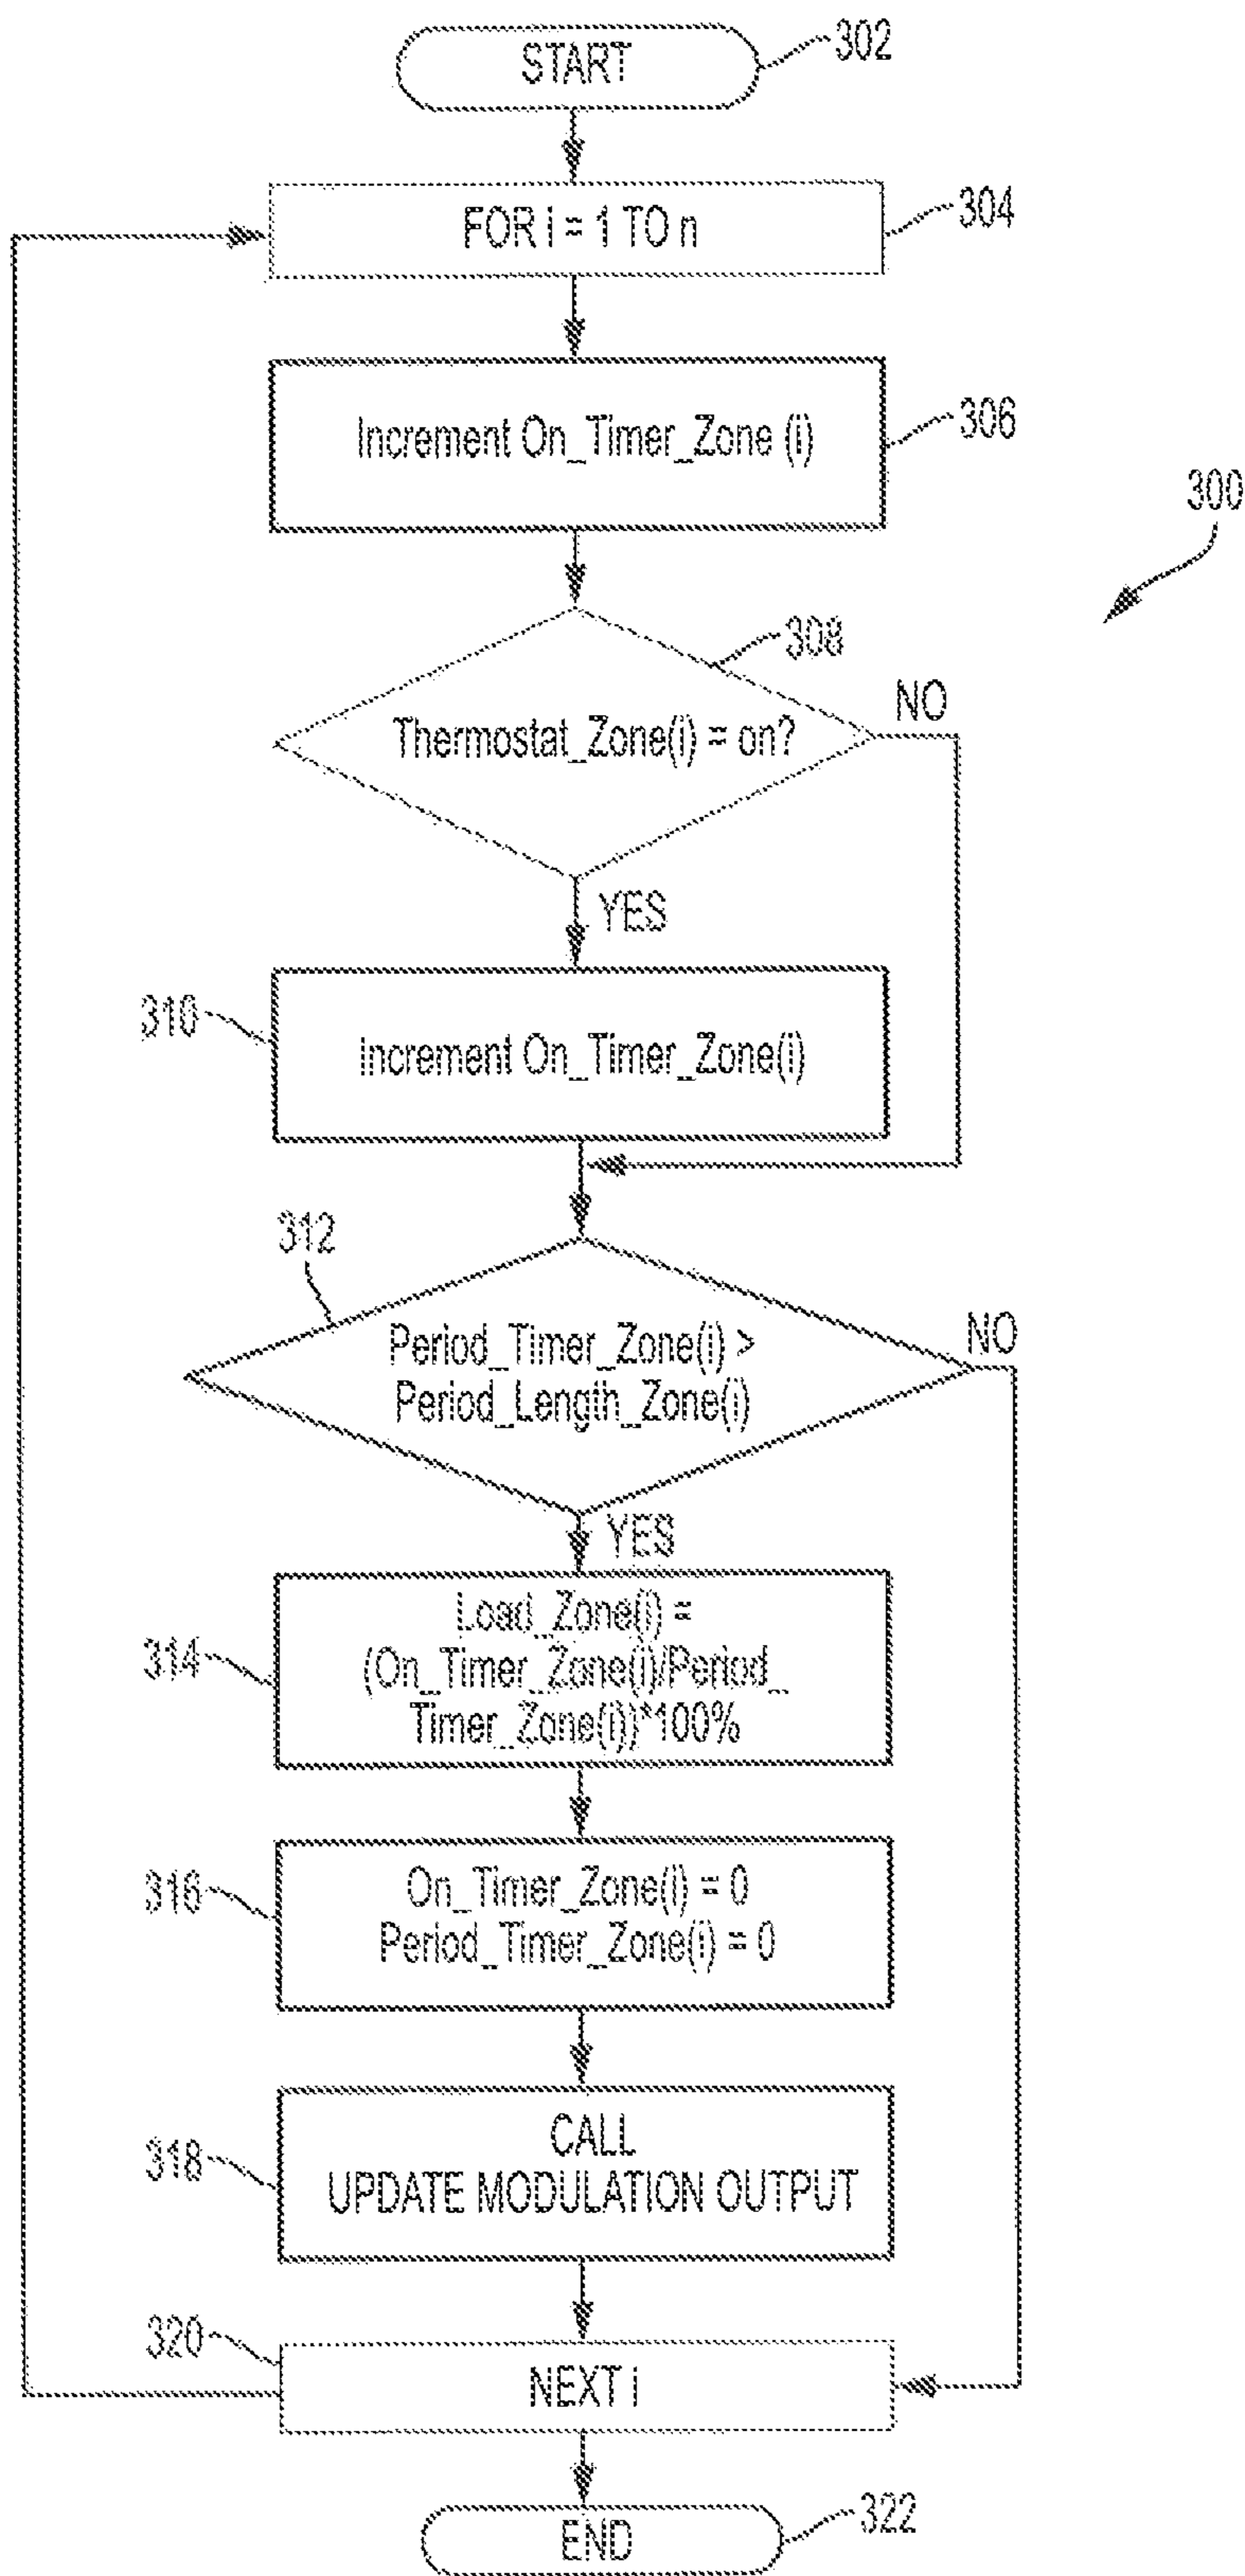 START
302
FOR i = 1 TO n
304
Increment On_Timer_Zone (i)
306
300
308
Thermostat_Zone(i) = on?
NO
YES
310
Increment On_Timer_Zone(i)
312
Period_Timer_Zone(i) >
Period_Length_Zone(i)
NO
YES
314
Load_Zone(i) =
(On_Timer_Zone(i)/Period_
Timer_Zone(i))*100%
316
On_Timer_Zone(i) = 0
Period_Timer_Zone(i) = 0
318
CALL
UPDATE MODULATION OUTPUT
320
NEXT i
END
322